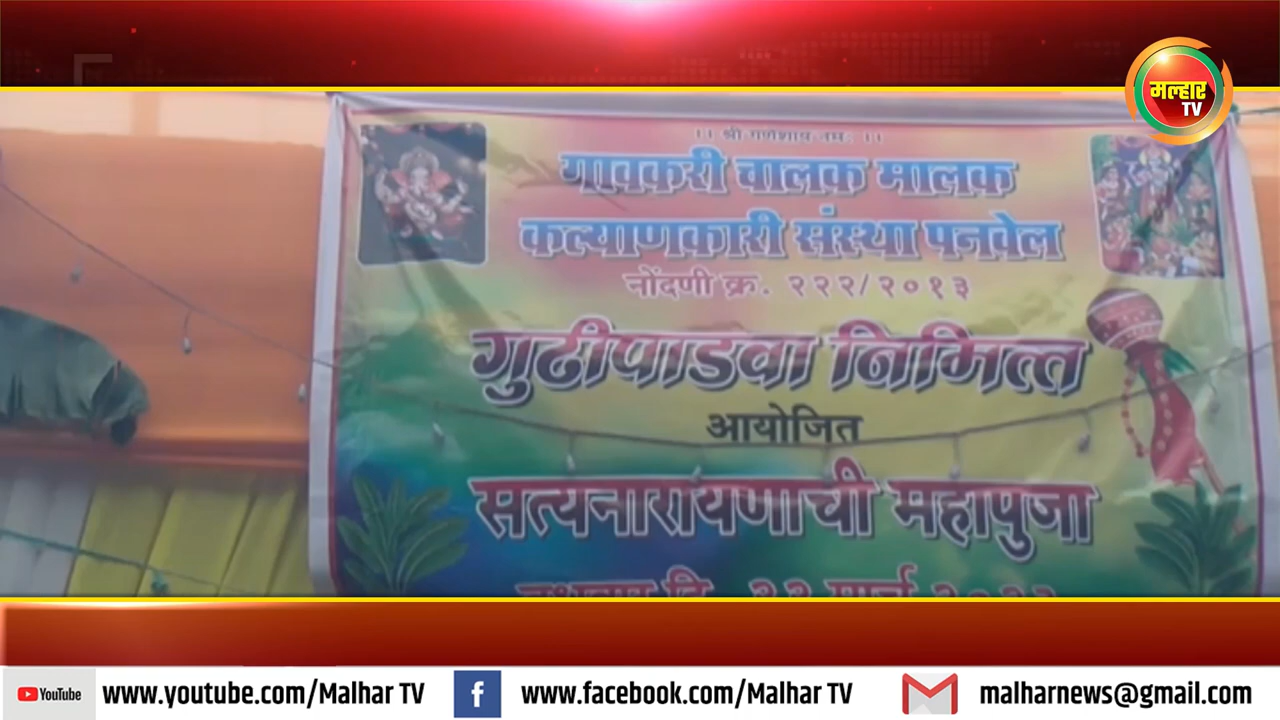 मल्हार
TV
।। श्री गणेशाय नमः ।।
गावकरी चालक मालक
कल्याणकारी संस्था पनवेल
नोंदणी क्र. २२२/२०१३
गुढीपाडवा निमित्त
आयोजित
सत्यनारायणाची महापुजा
YouTube www.youtube.com/Malhar TV www.facebook.com/Malhar TV malharnews@gmail.com